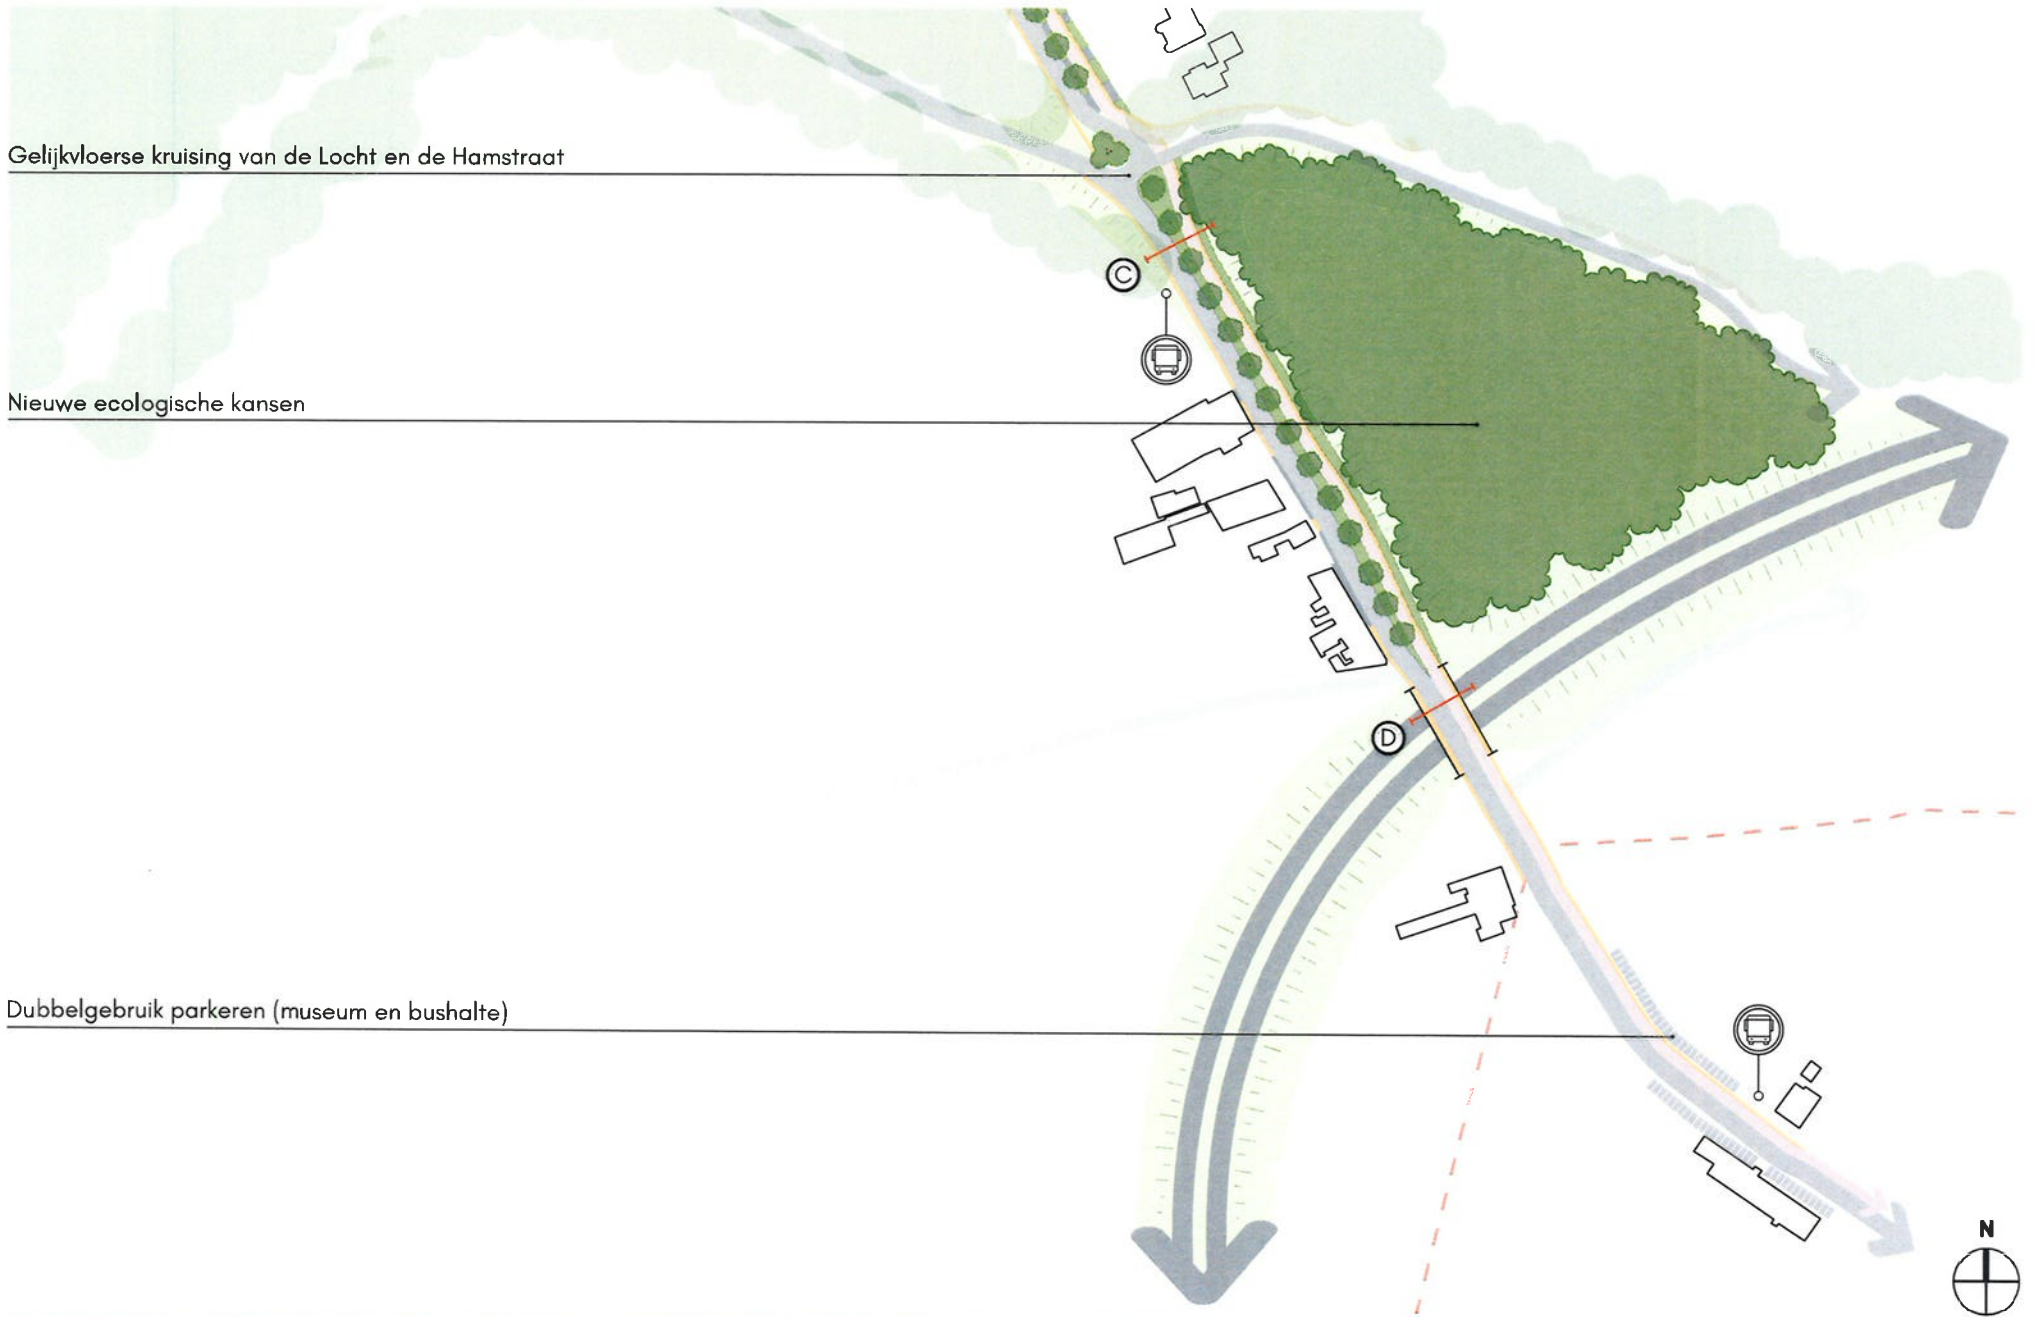 Gelijkvloerse kruising van de Locht en de Hamstraat
C
Nieuwe ecologische kansen
D
Dubbelgebruik parkeren (museum en bushalte)
N